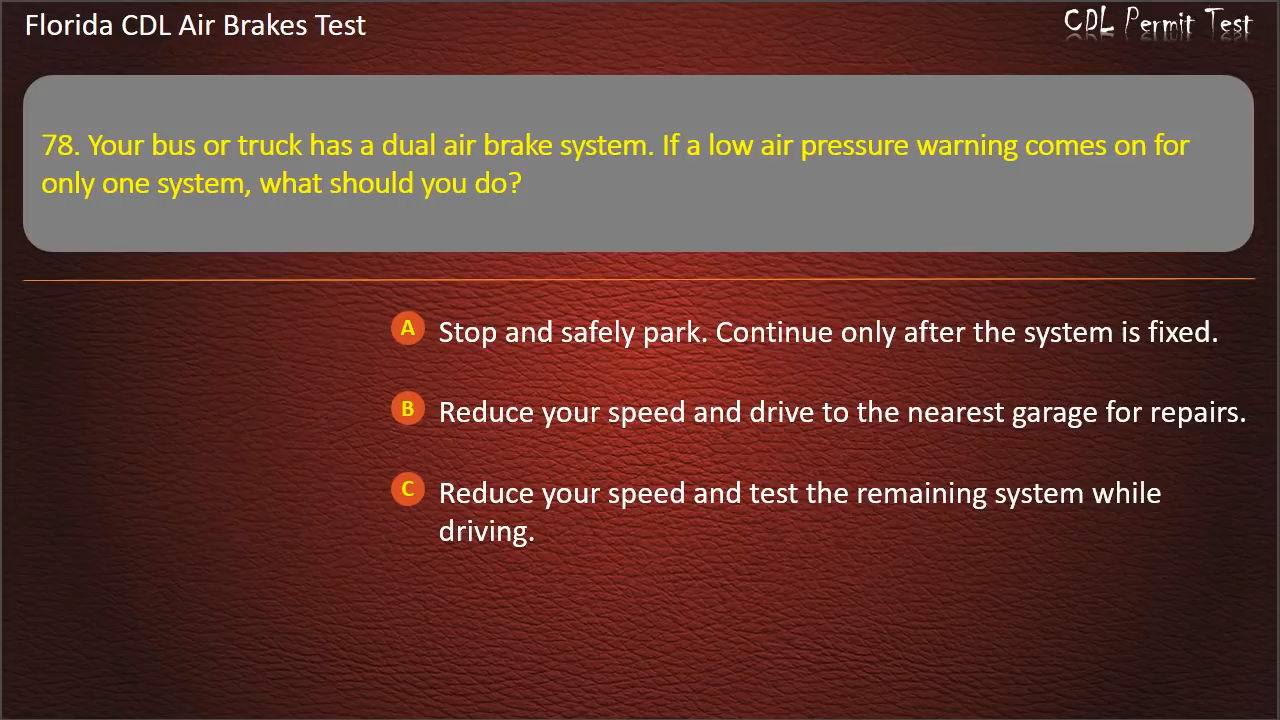 Florida CDL Air Brakes Test
CDL Permit Test
78. Your bus or truck has a dual air brake system. If a low air pressure warning comes on for
only one system, what should you do?
A Stop and safely park. Continue only after the system is fixed.
B Reduce your speed and drive to the nearest garage for repairs.
C Reduce your speed and test the remaining system while
driving.